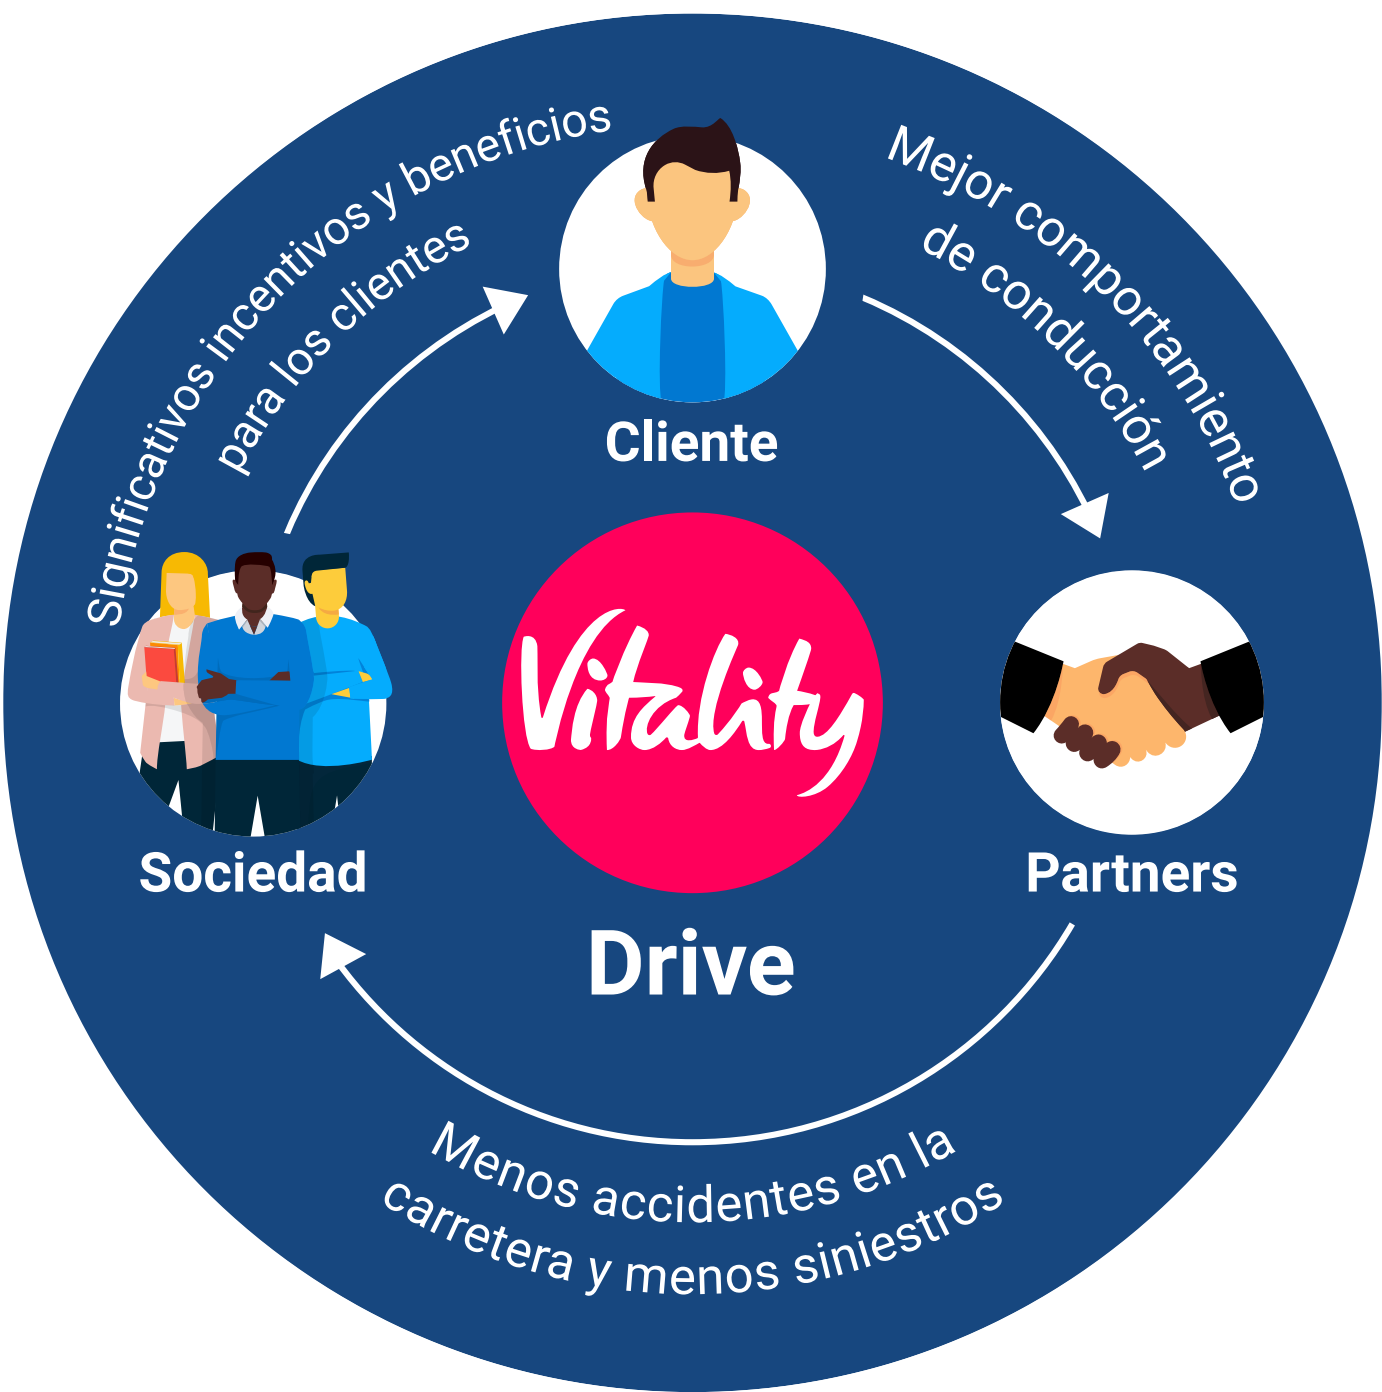 Significativos incentivos y beneficios
para los clientes
Mejor comportamiento
de conducción
Cliente
Vitality
Drive
Sociedad
Partners
Menos accidentes en la
carretera y menos siniestros